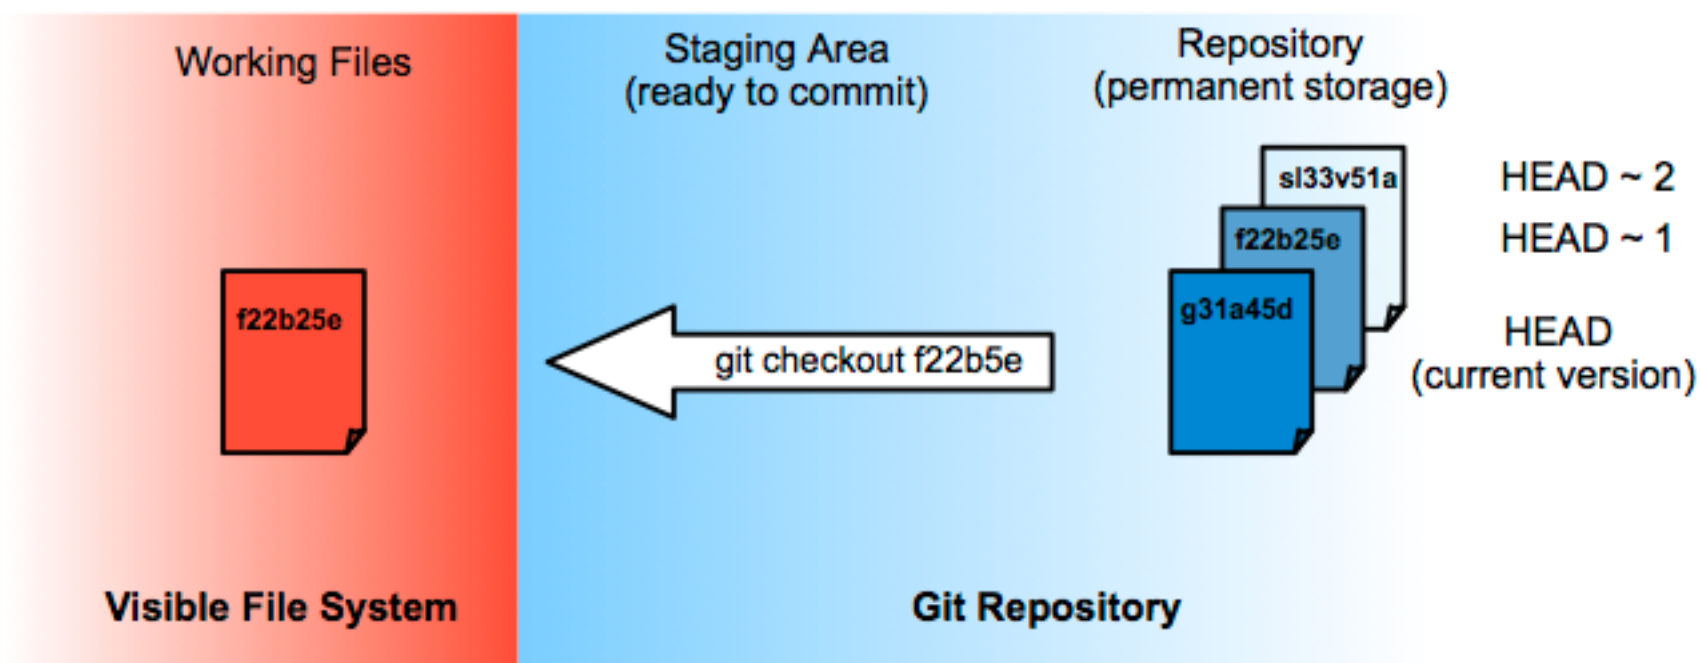 Working Files
Staging Area
(ready to commit)
Repository
(permanent storage)
sl33v51a
HEAD ~ 2
f22b25e
HEAD ~ 1
g31a45d
HEAD
(current version)
f22b25e
git checkout f22b5e
Visible File System
Git Repository